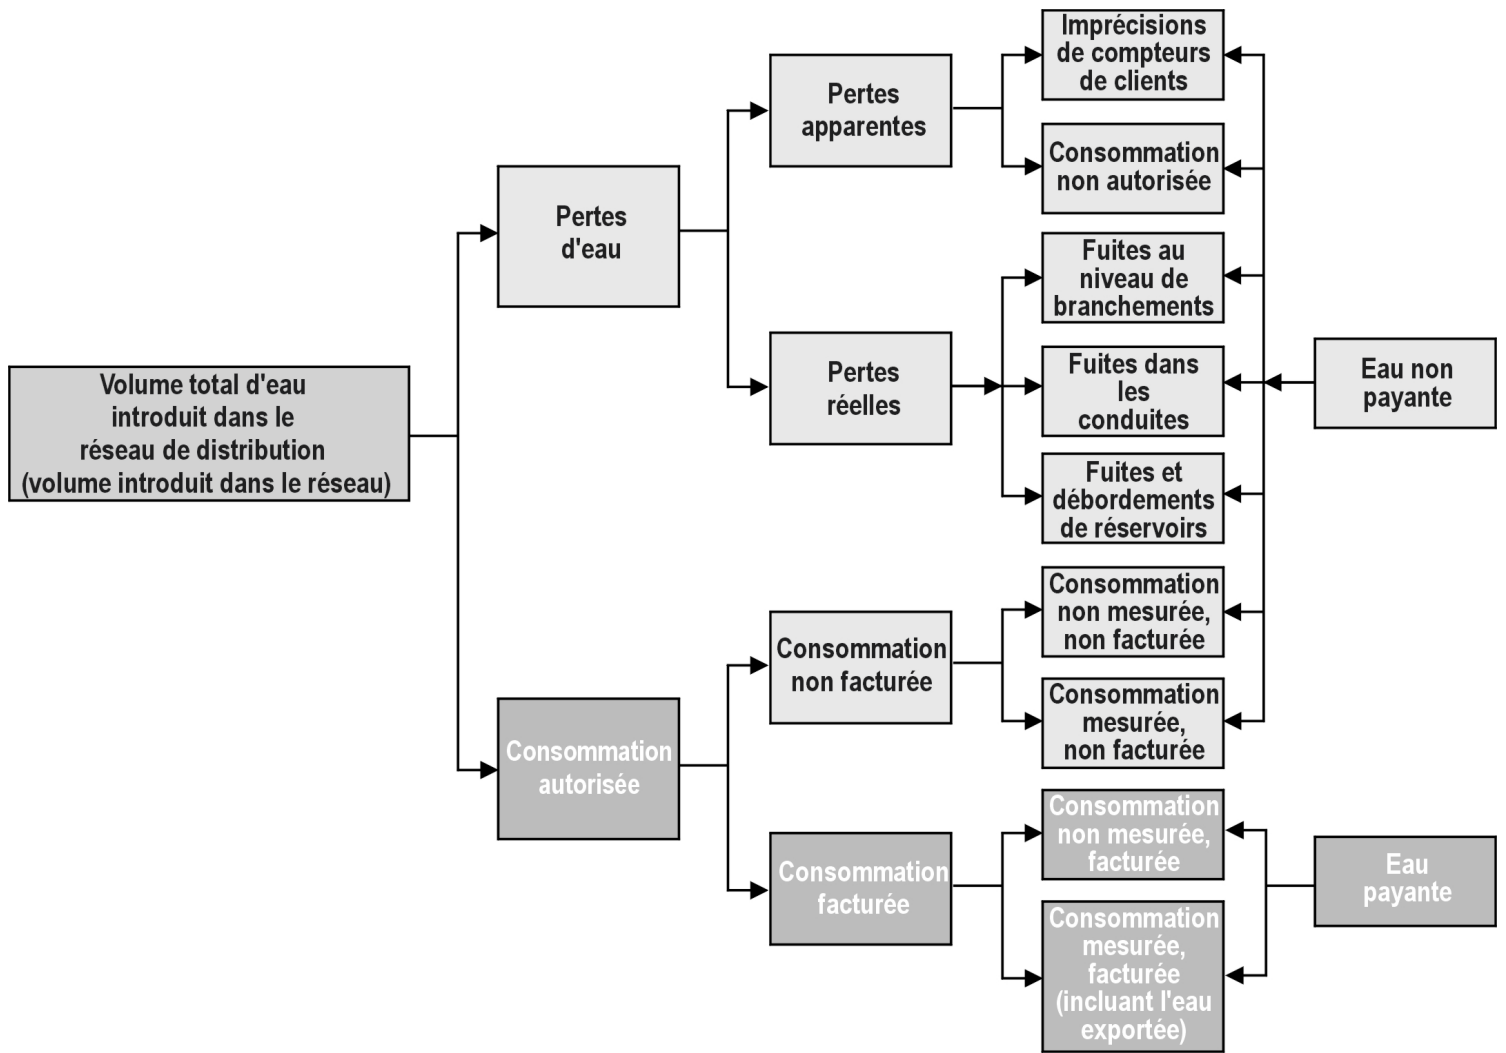 Volume total d'eau
introduit dans le
réseau de distribution
(volume introduit dans le réseau)
Pertes
d'eau
Consommation
autorisée
Pertes
apparentes
Pertes
réelles
Consommation
non facturée
Consommation
facturée
Imprécisions
de compteurs
de clients
Consommation
non autorisée
Fuites au
niveau de
branchements
Fuites dans
les
conduites
Fuites et
débordements
de réservoirs
Consommation
non mesurée,
non facturée
Consommation
mesurée,
non facturée
Consommation
non mesurée,
facturée
Consommation
mesurée,
facturée
(incluant l'eau
exportée)
Eau non
payante
Eau
payante